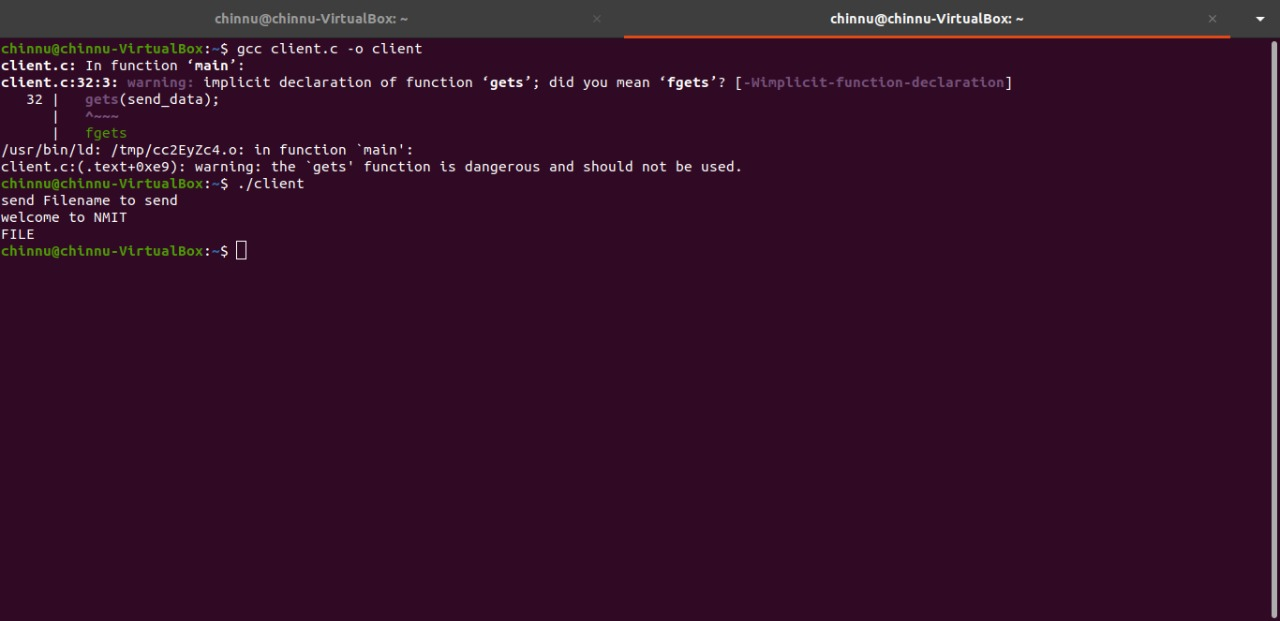 chinnu@chinnu-VirtualBox: ~ × chinnu@chinnu-VirtualBox: ~ ×
chinnu@chinnu-VirtualBox:~$ gcc client.c -o client
client.c: In function ‘main’:
client.c:32:3: warning: implicit declaration of function ‘gets’; did you mean ‘fgets’? [-Wimplicit-function-declaration]
   32 |   gets(send_data);
      |   ^~~~
      |   fgets
/usr/bin/ld: /tmp/cc2EyZc4.o: in function `main':
client.c:(.text+0xe9): warning: the `gets' function is dangerous and should not be used.
chinnu@chinnu-VirtualBox:~$ ./client
send Filename to send
welcome to NMIT
FILE
chinnu@chinnu-VirtualBox:~$